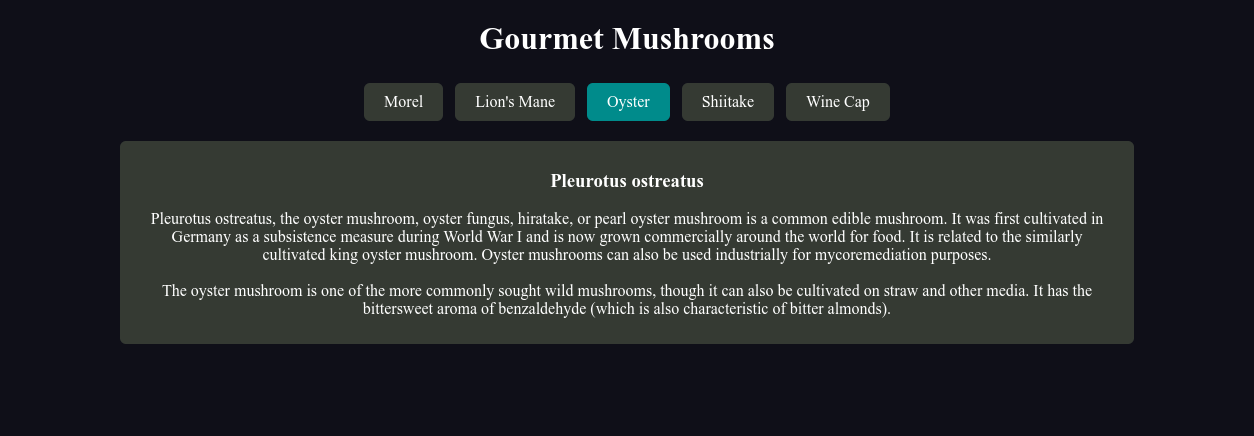 Gourmet Mushrooms
Morel
Lion's Mane
Oyster
Shiitake
Wine Cap
Pleurotus ostreatus
Pleurotus ostreatus, the oyster mushroom, oyster fungus, hiratake, or pearl oyster mushroom is a common edible mushroom. It was first cultivated in
Germany as a subsistence measure during World War I and is now grown commercially around the world for food. It is related to the similarly
cultivated king oyster mushroom. Oyster mushrooms can also be used industrially for mycoremediation purposes.
The oyster mushroom is one of the more commonly sought wild mushrooms, though it can also be cultivated on straw and other media. It has the
bittersweet aroma of benzaldehyde (which is also characteristic of bitter almonds).